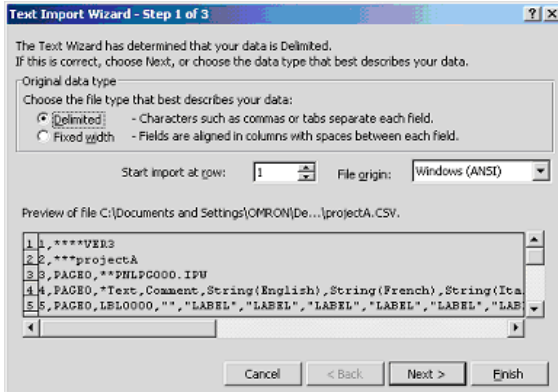 Text Import Wizard - Step 1 of 3
The Text Wizard has determined that your data is Delimited.
If this is correct, choose Next, or choose the data type that best describes your data.
Original data type
Choose the file type that best describes your data:
Delimited - Characters such as commas or tabs separate each field.
Fixed width - Fields are aligned in columns with spaces between each field.
Start import at row: 1 File origin: Windows (ANSI)
Preview of file C:\Documents and Settings\OMRON\De...\projectA.CSV.
1 1,****VER3
2 2,***projectA
3 3,PAGE0,**PNLPG000.IPW
4 4,PAGE0,*Text,Comment,String(English),String(French),String(Ita
5 5,PAGE0,LBL0000,"","LABEL","LABEL","LABEL","LABEL","LABEL","LAB
Cancel < Back Next > Finish